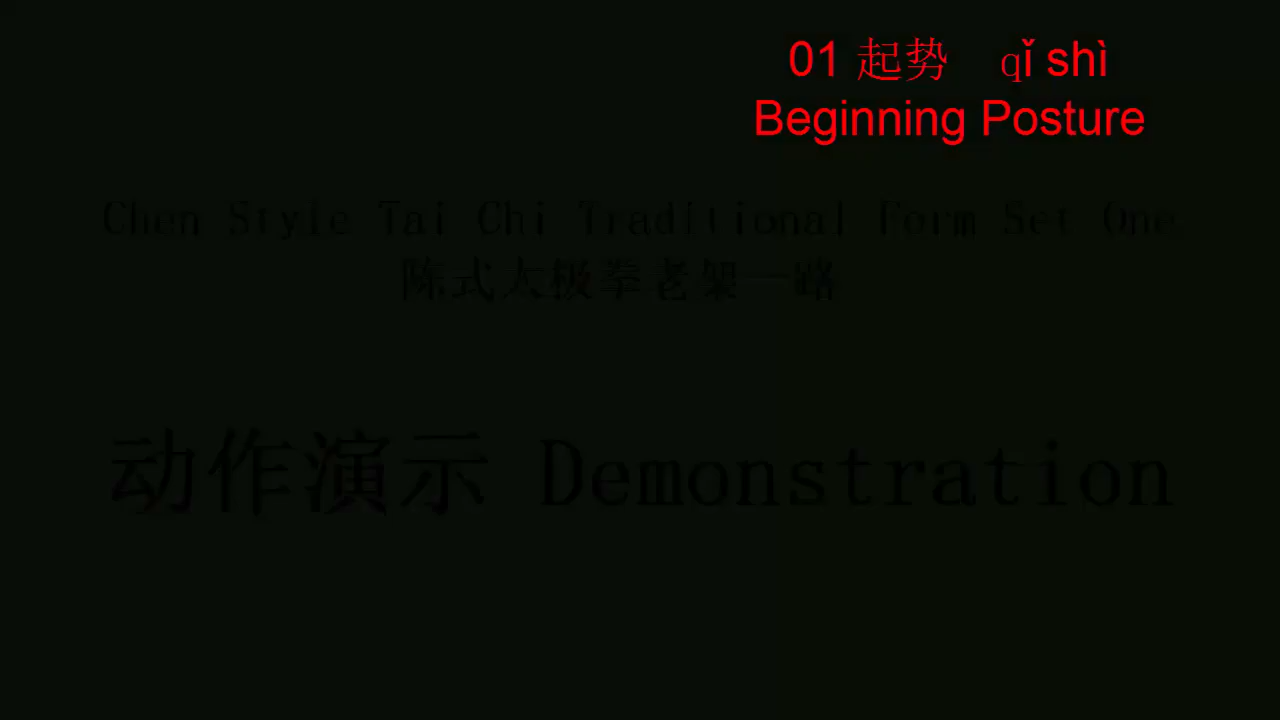 01 起势 qǐ shì
Beginning Posture
Chen Style Tai Chi Traditional Form Set One
陈式太极拳老架一路
动作演示 Demonstration